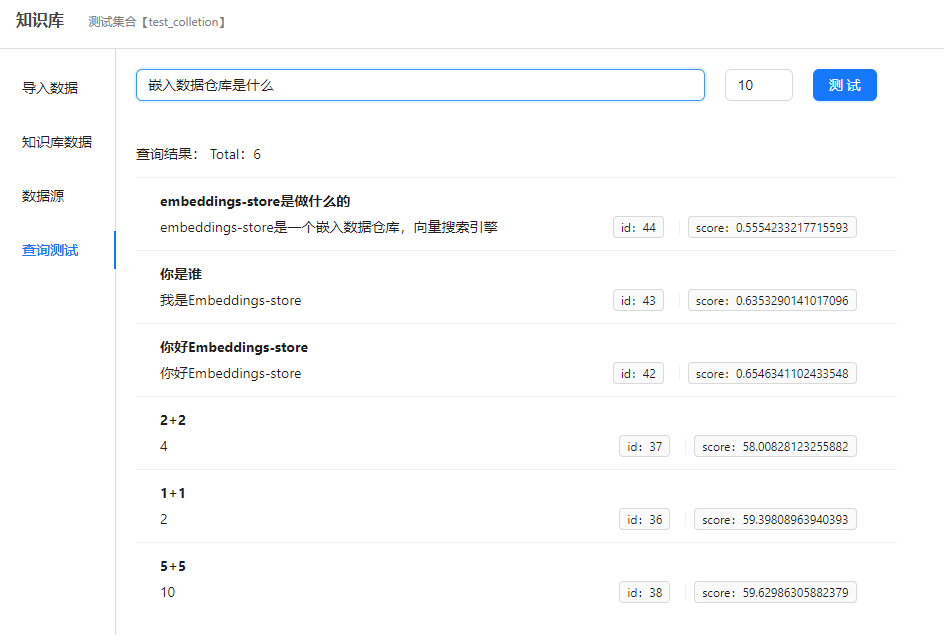 知识库 测试集合【test_colletion】
导入数据
知识库数据
数据源
查询测试
嵌入数据仓库是什么 10 测 试
查询结果： Total：6
embeddings-store是做什么的
embeddings-store是一个嵌入数据仓库，向量搜索引擎 id：44 score：0.5554233217715593
你是谁
我是Embeddings-store id：43 score：0.6353290141017096
你好Embeddings-store
你好Embeddings-store id：42 score：0.6546341102433548
2+2
4 id：37 score：58.00828123255882
1+1
2 id：36 score：59.39808963940393
5+5
10 id：38 score：59.62986305882379